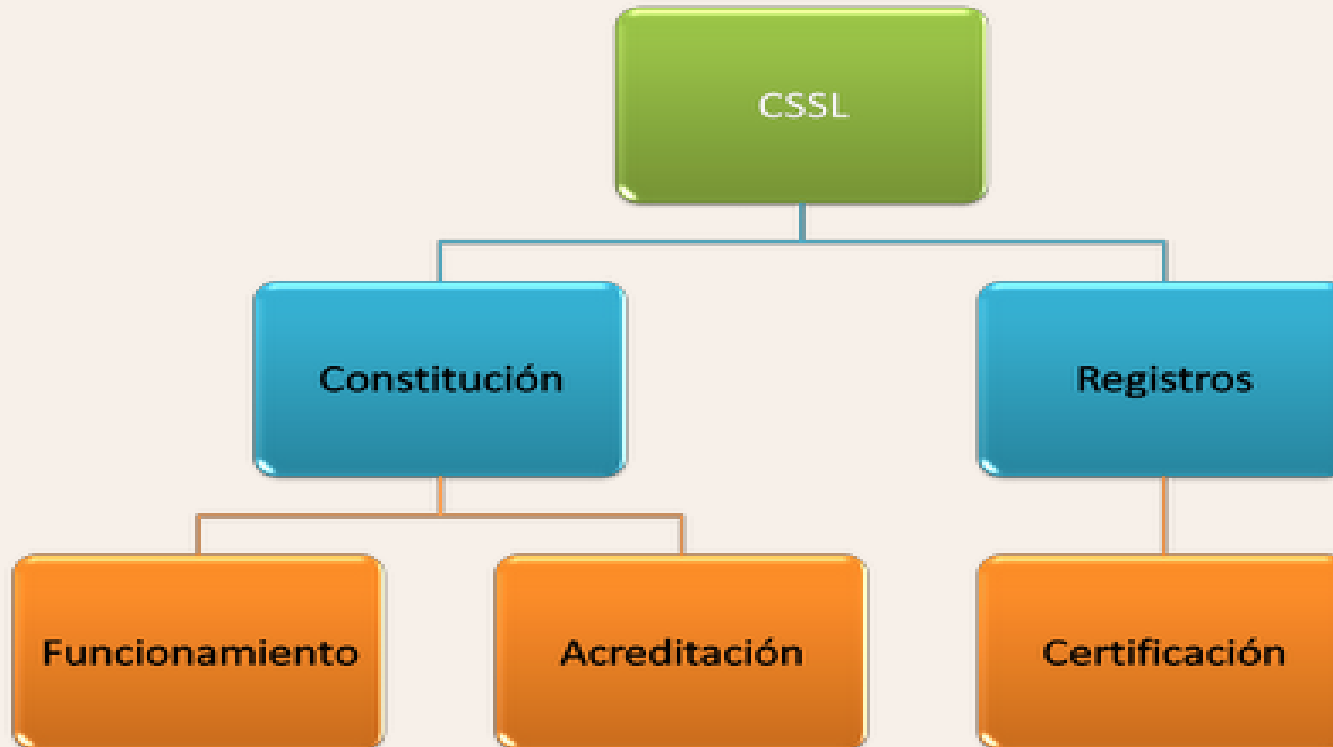 CSSL
Constitución
Registros
Funcionamiento
Acreditación
Certificación